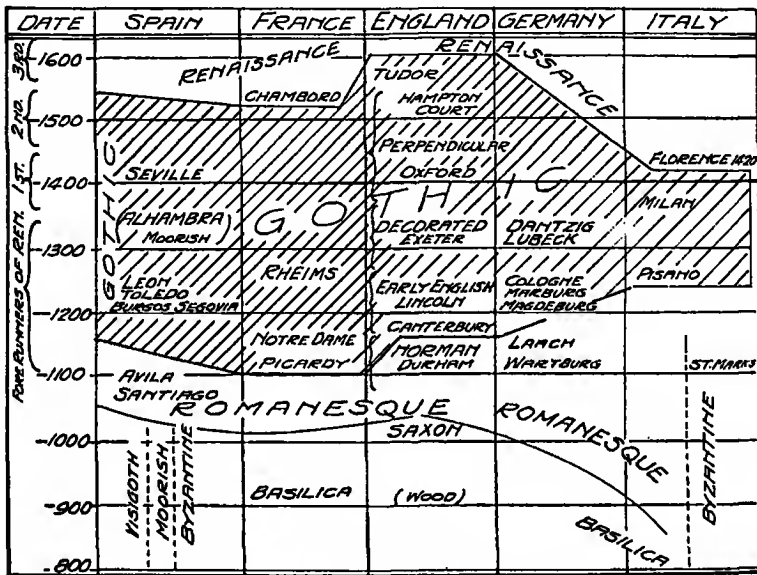 DATE SPAIN FRANCE ENGLAND GERMANY ITALY
3RD.
2ND.
1ST.
FORE RUNNERS OF REM.
-1600
-1500
-1400
-1300
-1200
-1100
-1000
-900
-800
RENAISSANCE
RENAISSANCE
GOTHIC
GOTHIC
SEVILLE
(ALHAMBRA
MOORISH)
LEON
TOLEDO
BURGOS SEGOVIA
AVILA
SANTIAGO
VISIGOTH
MOORISH
BYZANTINE
CHAMBORD
RHEIMS
NOTRE DAME
PICARDY
ROMANESQUE
BASILICA
TUDOR
HAMPTON
COURT
PERPENDICULAR
OXFORD
DECORATED
EXETER
EARLY ENGLISH
LINCOLN
CANTERBURY
NORMAN
DURHAM
SAXON
(WOOD)
DANTZIG
LUBECK
COLOGNE
MARBURG
MAGDEBURG
LAACH
WARTBURG
ROMANESQUE
FLORENCE 1420
MILAN
PISANO
ST. MARKS
BYZANTINE
BASILICA